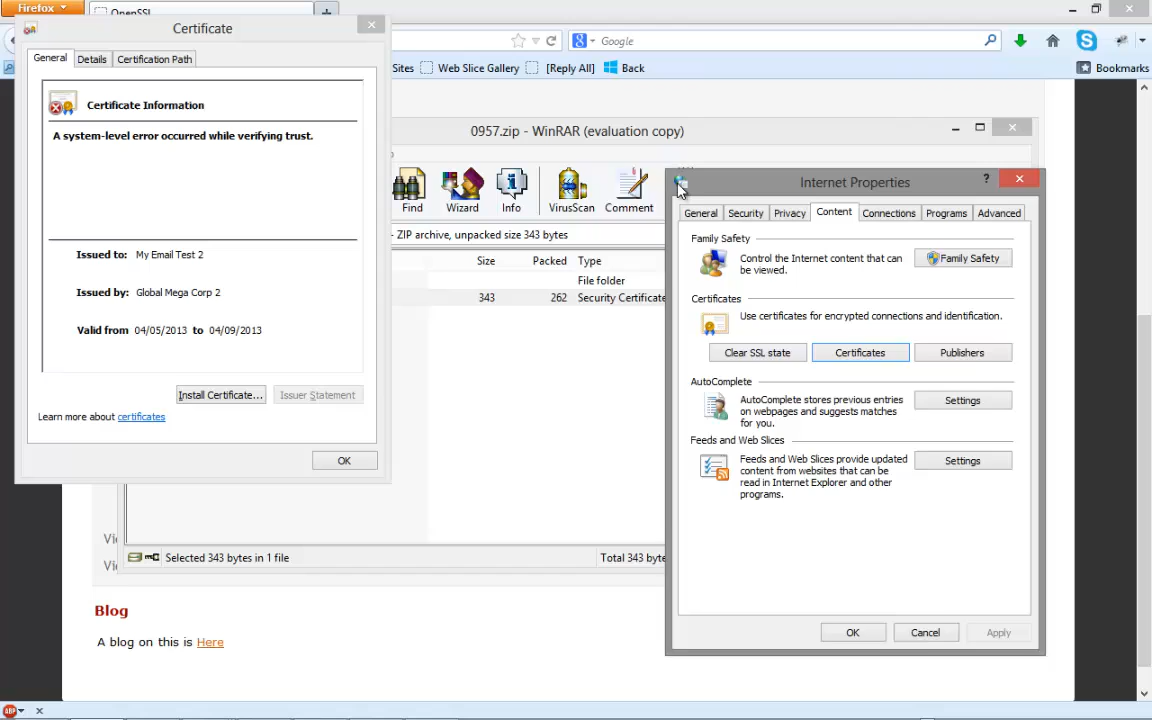 Firefox
OpenSSL
Certificate
General Details Certification Path
Certificate Information
A system-level error occurred while verifying trust.
Issued to: My Email Test 2
Issued by: Global Mega Corp 2
Valid from 04/05/2013 to 04/09/2013
Install Certificate... Issuer Statement
Learn more about certificates
OK
Google
Sites Web Slice Gallery [Reply All] Back
Bookmarks
0957.zip - WinRAR (evaluation copy)
Find Wizard Info VirusScan Comment
- ZIP archive, unpacked size 343 bytes
Size Packed Type
File folder
343 262 Security Certificate
Selected 343 bytes in 1 file
Total 343 byte
Internet Properties
?
General Security Privacy Content Connections Programs Advanced
Family Safety
Control the Internet content that can
be viewed.
Family Safety
Certificates
Use certificates for encrypted connections and identification.
Clear SSL state Certificates Publishers
AutoComplete
AutoComplete stores previous entries
on webpages and suggests matches
for you.
Settings
Feeds and Web Slices
Feeds and Web Slices provide updated
content from websites that can be
read in Internet Explorer and other
programs.
Settings
OK Cancel Apply
Blog
A blog on this is Here
ABP